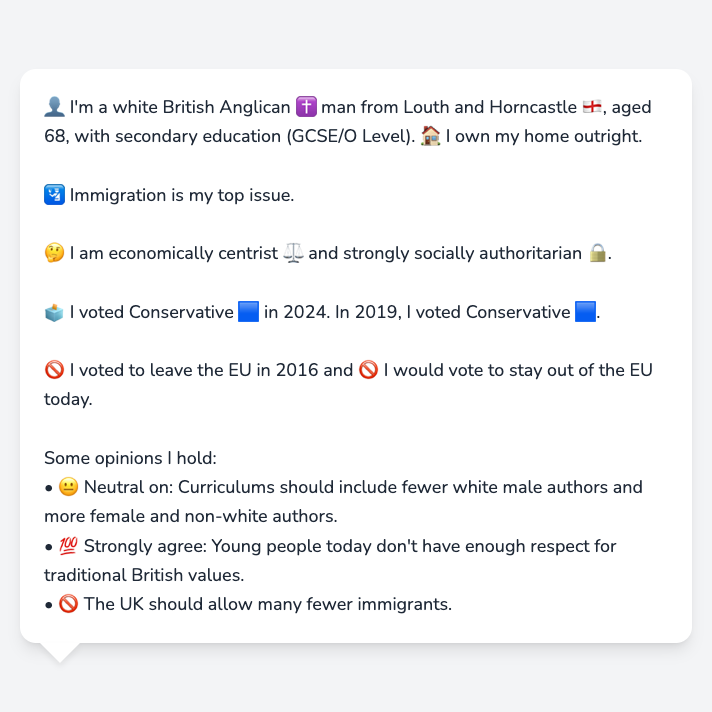 👤 I'm a white British Anglican ✝️ man from Louth and Horncastle 🏴󠁧󠁢󠁥󠁮󠁧󠁿, aged
68, with secondary education (GCSE/O Level). 🏠 I own my home outright.
🛂 Immigration is my top issue.
🤔 I am economically centrist ⚖️ and strongly socially authoritarian 🔒.
🗳️ I voted Conservative 🟦 in 2024. In 2019, I voted Conservative 🟦.
🚫 I voted to leave the EU in 2016 and 🚫 I would vote to stay out of the EU
today.
Some opinions I hold:
• 😐 Neutral on: Curriculums should include fewer white male authors and
more female and non-white authors.
• 💯 Strongly agree: Young people today don't have enough respect for
traditional British values.
• 🚫 The UK should allow many fewer immigrants.